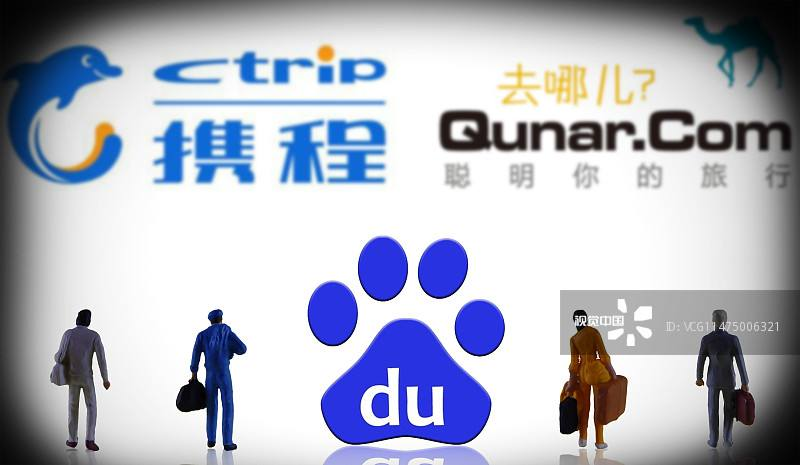 ctrip
携程
去哪儿?
Qunar.Com
聪明你的旅行
du
视觉中国
ID: VCG11475006321